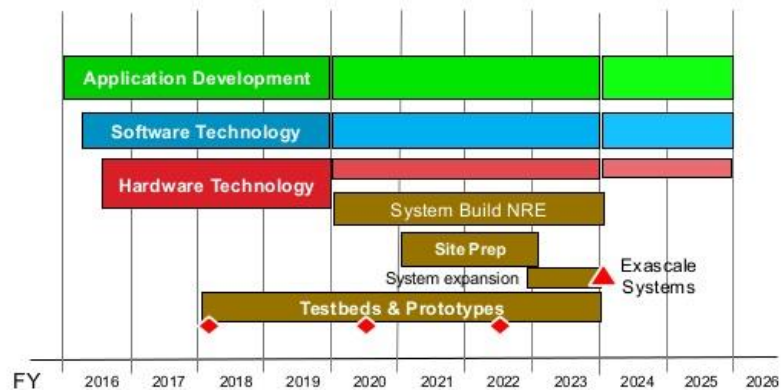 Application Development
Software Technology
Hardware Technology
System Build NRE
Site Prep
System expansion
Exascale
Systems
Testbeds & Prototypes
FY 2016 2017 2018 2019 2020 2021 2022 2023 2024 2025 2026